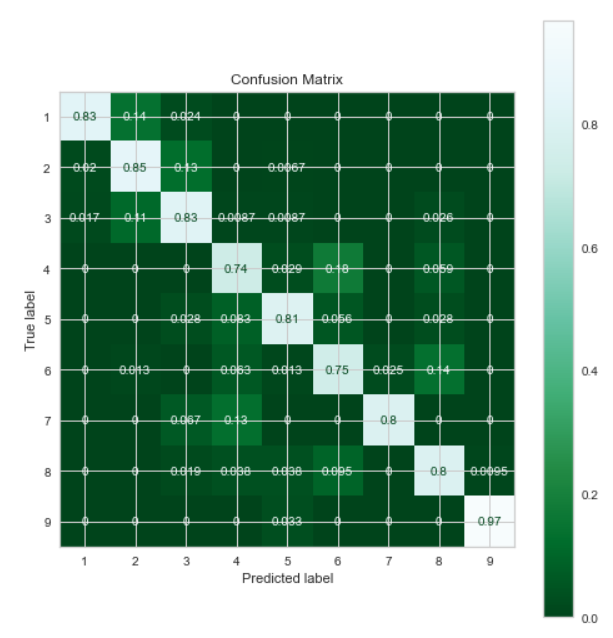 Confusion Matrix
1 0.83 0.14 0.024 0 0 0 0 0 0
2 0.02 0.85 0.13 0 0.0067 0 0 0 0
3 0.017 0.11 0.83 0.0087 0.0087 0 0 0.026 0
4 0 0 0 0.74 0.029 0.18 0 0.059 0
5 0 0 0.028 0.083 0.81 0.056 0 0.028 0
6 0 0.013 0 0.063 0.013 0.75 0.025 0.14 0
7 0 0 0.067 0.13 0 0 0.8 0 0
8 0 0 0.019 0.038 0.038 0.095 0 0.8 0.0095
9 0 0 0 0 0.033 0 0 0 0.97
1 2 3 4 5 6 7 8 9
True label
Predicted label
0.8
0.6
0.4
0.2
0.0